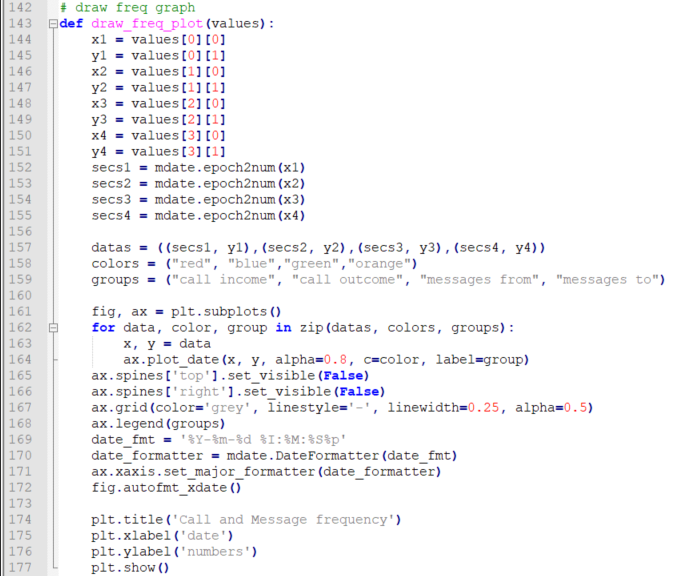 142 # draw freq graph
143 def draw_freq_plot(values):
144     x1 = values[0][0]
145     y1 = values[0][1]
146     x2 = values[1][0]
147     y2 = values[1][1]
148     x3 = values[2][0]
149     y3 = values[2][1]
150     x4 = values[3][0]
151     y4 = values[3][1]
152     secs1 = mdate.epoch2num(x1)
153     secs2 = mdate.epoch2num(x2)
154     secs3 = mdate.epoch2num(x3)
155     secs4 = mdate.epoch2num(x4)
156
157     datas = ((secs1, y1),(secs2, y2),(secs3, y3),(secs4, y4))
158     colors = ("red", "blue","green","orange")
159     groups = ("call income", "call outcome", "messages from", "messages to")
160
161     fig, ax = plt.subplots()
162     for data, color, group in zip(datas, colors, groups):
163         x, y = data
164         ax.plot_date(x, y, alpha=0.8, c=color, label=group)
165     ax.spines['top'].set_visible(False)
166     ax.spines['right'].set_visible(False)
167     ax.grid(color='grey', linestyle='-', linewidth=0.25, alpha=0.5)
168     ax.legend(groups)
169     date_fmt = '%Y-%m-%d %I:%M:%S%p'
170     date_formatter = mdate.DateFormatter(date_fmt)
171     ax.xaxis.set_major_formatter(date_formatter)
172     fig.autofmt_xdate()
173
174     plt.title('Call and Message frequency')
175     plt.xlabel('date')
176     plt.ylabel('numbers')
177     plt.show()